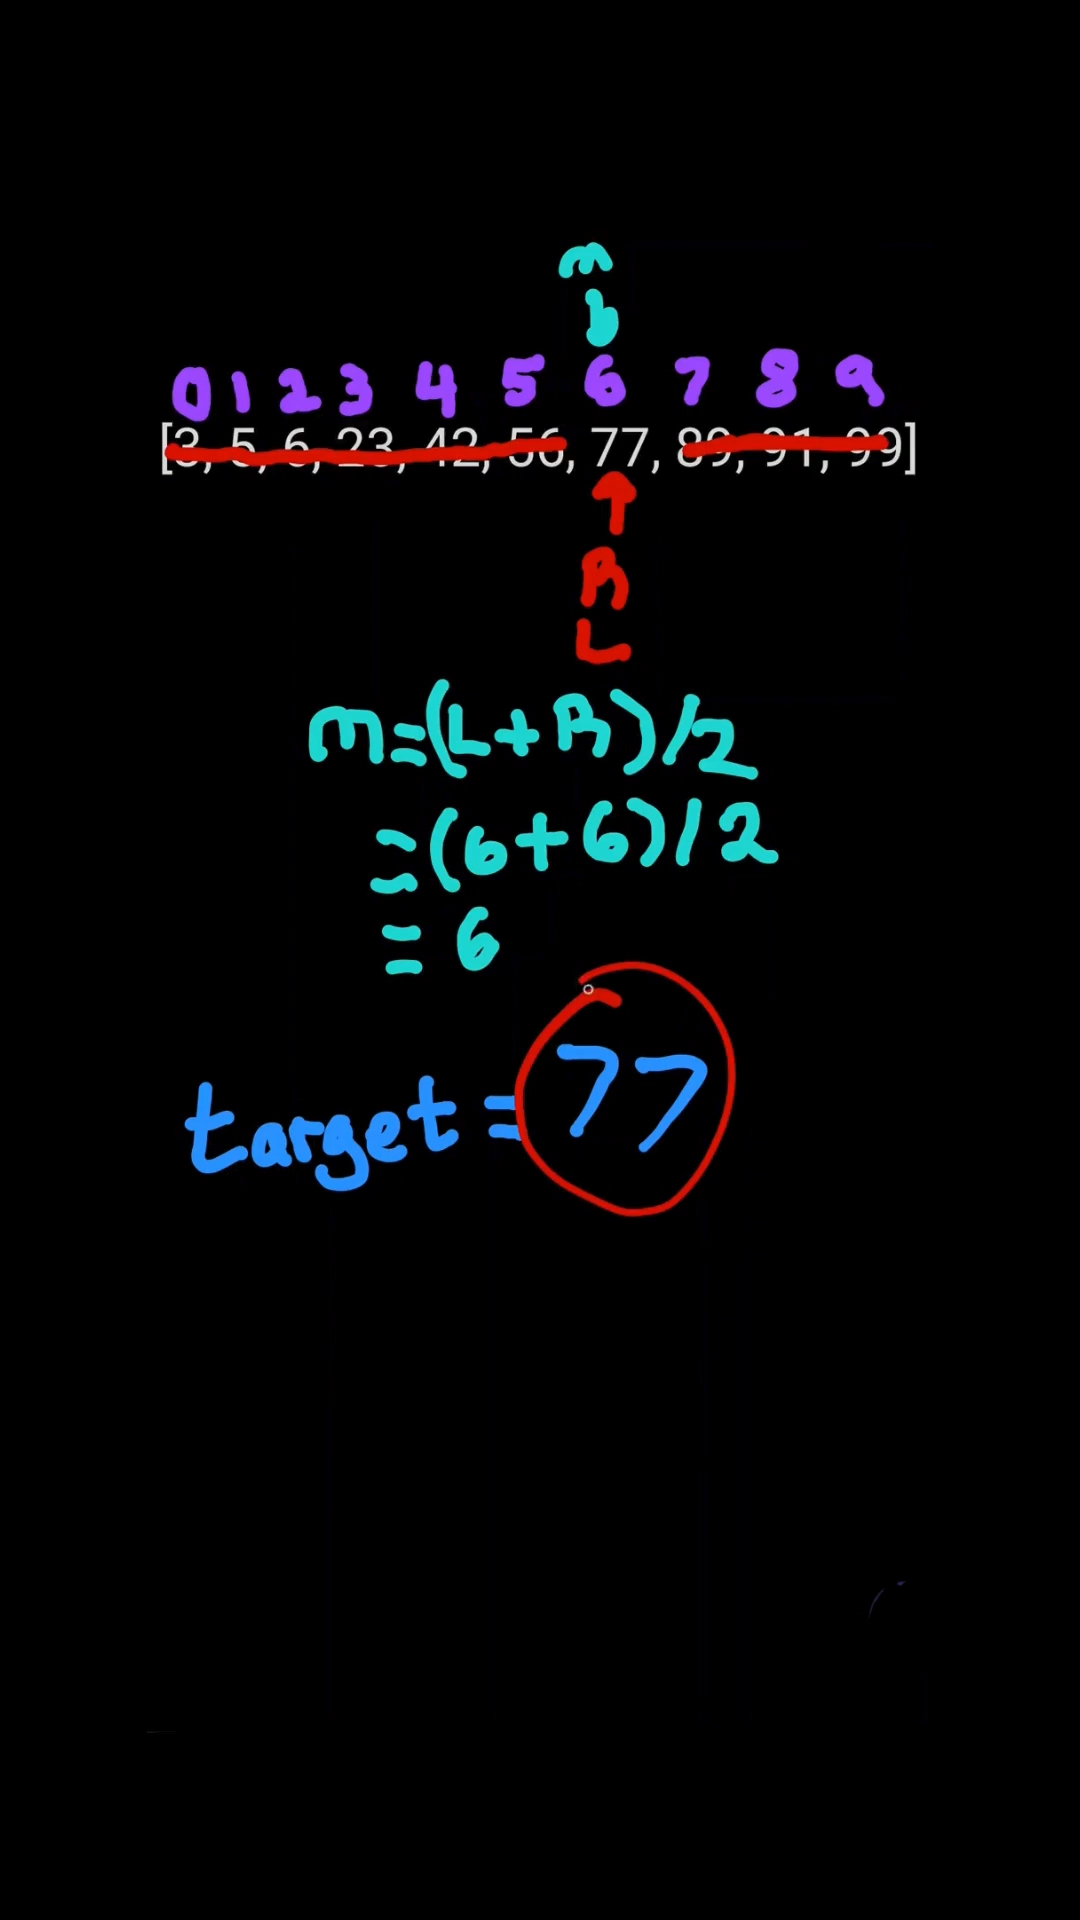 m
0 1 2 3 4 5 6 7 8 9
[3, 5, 6, 23, 42, 56, 77, 89, 91, 99]
R
L
m=(L+R)/2
=(6+6)/2
= 6
target = 77